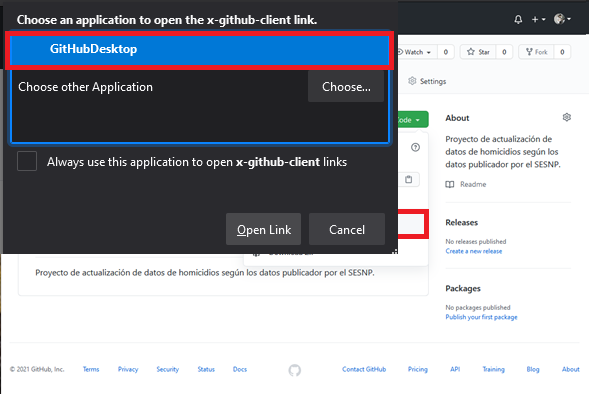 Choose an application to open the x-github-client link.
GitHubDesktop
Choose other Application
Choose...
Always use this application to open x-github-client links
Open Link
Cancel
Watch
0
Star
0
Fork
0
Settings
Code
About
Proyecto de actualización de
datos de homicidios según los
datos publicador por el SESNP.
Readme
Releases
No releases published
Create a new release
Packages
No packages published
Publish your first package
Proyecto de actualización de datos de homicidios según los datos publicador por el SESNP.
© 2021 GitHub, Inc.
Terms
Privacy
Security
Status
Docs
Contact GitHub
Pricing
API
Training
Blog
About